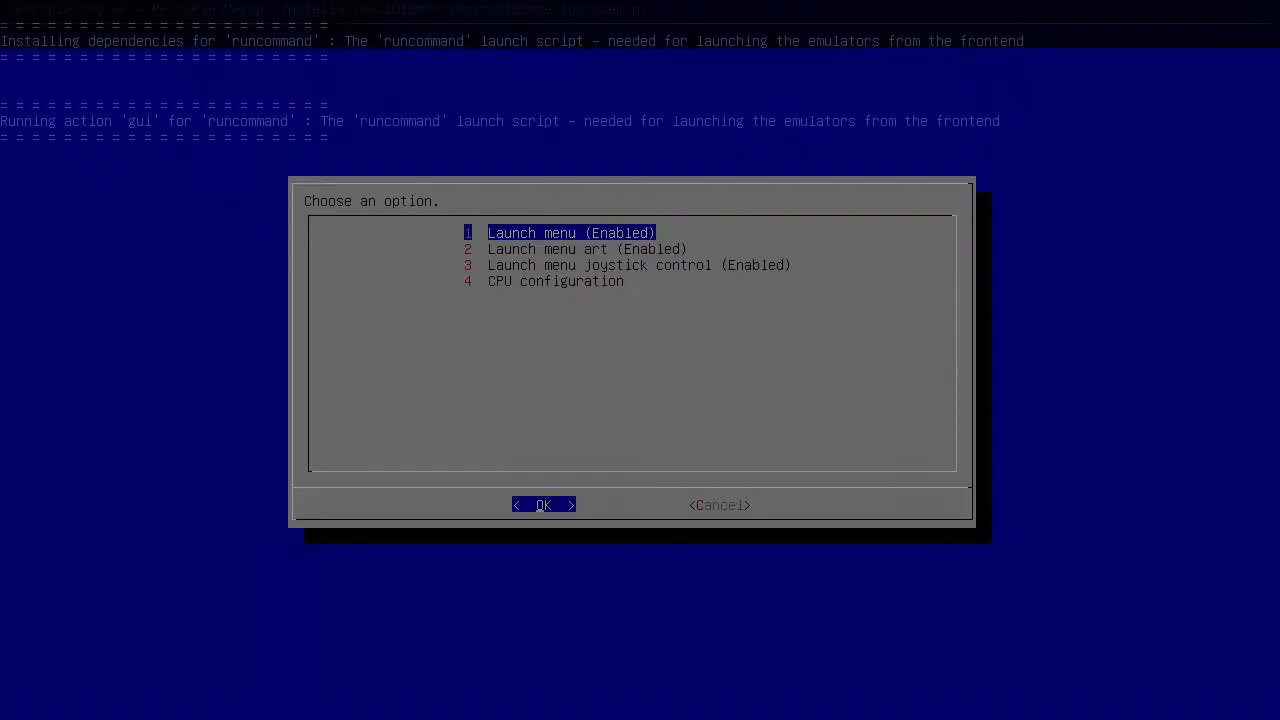 = = = = = = = = = = = = = = = = = = = = =
Installing dependencies for 'runcommand' : The 'runcommand' launch script - needed for launching the emulators from the frontend
= = = = = = = = = = = = = = = = = = = = =
= = = = = = = = = = = = = = = = = = = = =
Running action 'gui' for 'runcommand' : The 'runcommand' launch script - needed for launching the emulators from the frontend
= = = = = = = = = = = = = = = = = = = = =
Choose an option.
1 Launch menu (Enabled)
2 Launch menu art (Enabled)
3 Launch menu joystick control (Enabled)
4 CPU configuration
< OK > <Cancel>